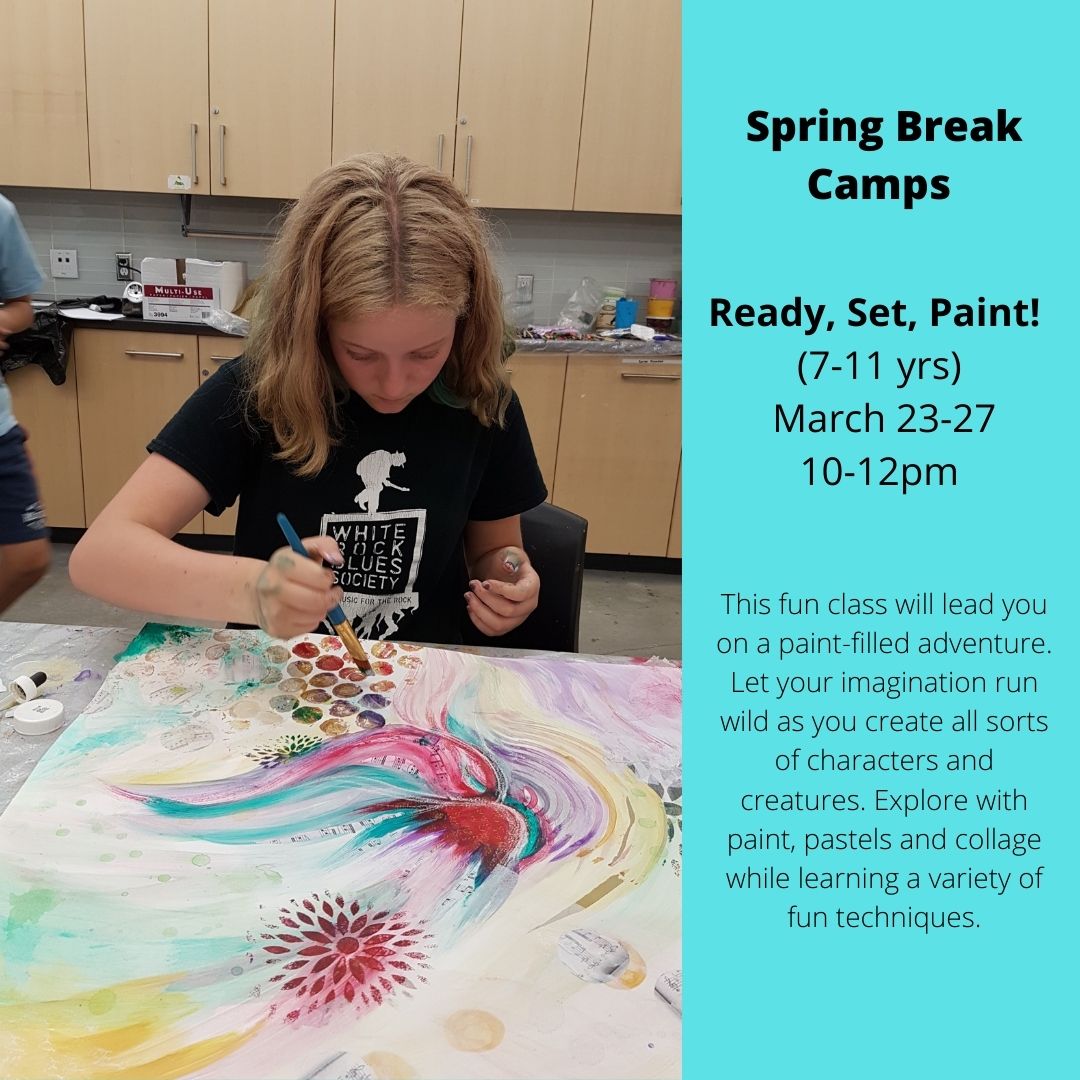 Spring Break
Camps
Ready, Set, Paint!
(7-11 yrs)
March 23-27
10-12pm
This fun class will lead you
on a paint-filled adventure.
Let your imagination run
wild as you create all sorts
of characters and
creatures. Explore with
paint, pastels and collage
while learning a variety of
fun techniques.
MULTI-USE
3994
WHITE
ROCK
BLUES
SOCIETY
MUSIC FOR THE ROCK